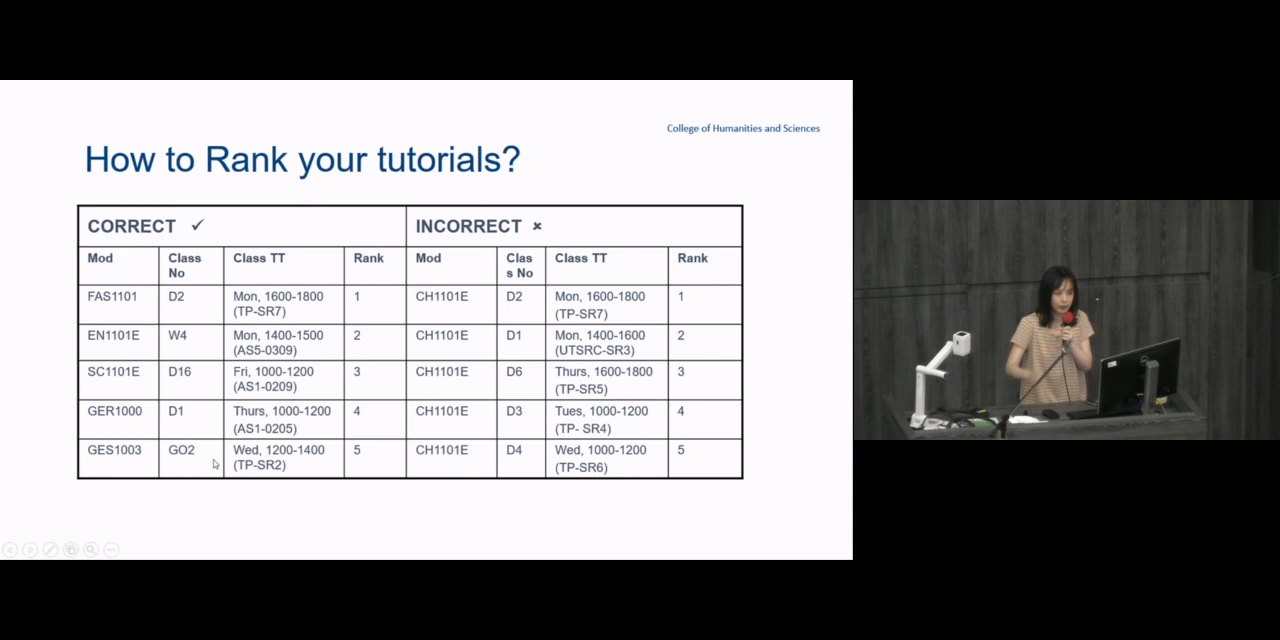 College of Humanities and Sciences
How to Rank your tutorials?
CORRECT ✓ INCORRECT ✗
Mod Class No Class TT Rank Mod Class No Class TT Rank
FAS1101 D2 Mon, 1600-1800 (TP-SR7) 1 CH1101E D2 Mon, 1600-1800 (TP-SR7) 1
EN1101E W4 Mon, 1400-1500 (AS5-0309) 2 CH1101E D1 Mon, 1400-1600 (UTSRC-SR3) 2
SC1101E D16 Fri, 1000-1200 (AS1-0209) 3 CH1101E D6 Thurs, 1600-1800 (TP-SR5) 3
GER1000 D1 Thurs, 1000-1200 (AS1-0205) 4 CH1101E D3 Tues, 1000-1200 (TP- SR4) 4
GES1003 GO2 Wed, 1200-1400 (TP-SR2) 5 CH1101E D4 Wed, 1000-1200 (TP-SR6) 5